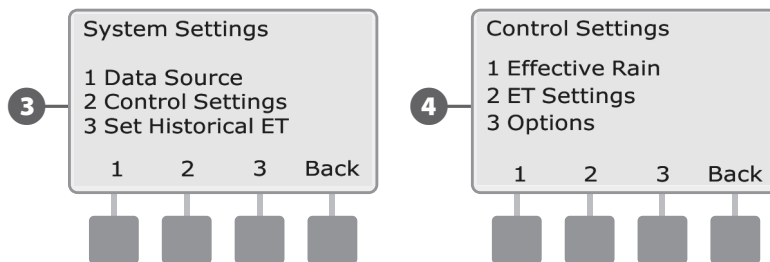 3
System Settings
1 Data Source
2 Control Settings
3 Set Historical ET
1 2 3 Back
4
Control Settings
1 Effective Rain
2 ET Settings
3 Options
1 2 3 Back